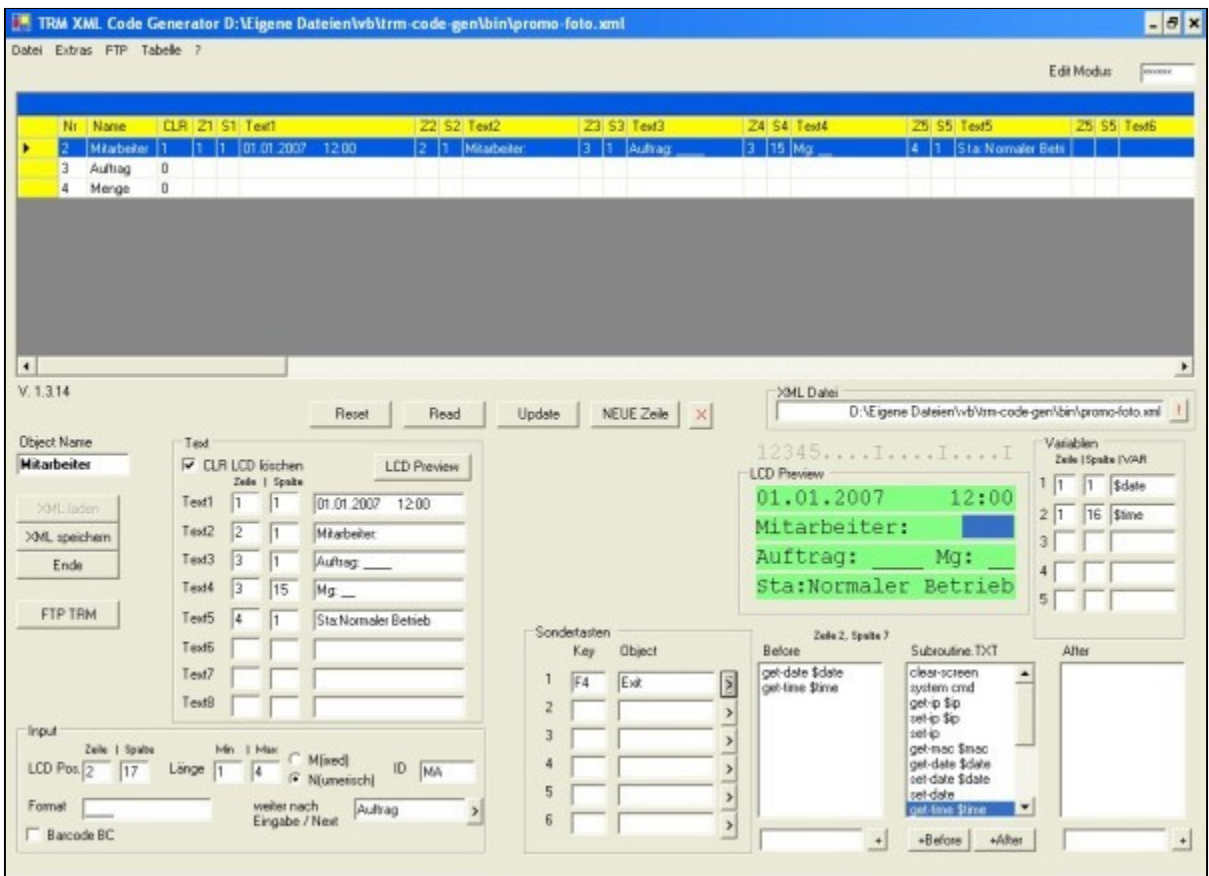 TRM XML Code Generator D:\Eigene Dateien\vb\trm-code-gen\bin\promo-foto.xml
Datei Extras FTP Tabelle ?
Edit Modus
Nr Name CLR Z1 S1 Text1 Z2 S2 Text2 Z3 S3 Text3 Z4 S4 Text4 Z5 S5 Text5 Z5 S5 Text6
2 Mitarbeiter 1 1 1 01.01.2007 12:00 2 1 Mitarbeiter: 3 1 Auftrag: ____ 3 15 Mg: __ 4 1 Sta:Normaler Betri
3 Auftrag 0
4 Menge 0
V. 1.3.14
Reset Read Update NEUE Zeile X
XML Datei
D:\Eigene Dateien\vb\trm-code-gen\bin\promo-foto.xml !
Object Name
Mitarbeiter
XML laden
XML speichern
Ende
FTP TRM
Text
CLR LCD löschen LCD Preview
Zeile | Spalte
Text1 1 1 01.01.2007 12:00
Text2 2 1 Mitarbeiter:
Text3 3 1 Auftrag: ____
Text4 3 15 Mg: __
Text5 4 1 Sta:Normaler Betrieb
Text6
Text7
Text8
12345....I....I....I
LCD Preview
01.01.2007 12:00
Mitarbeiter:
Auftrag: ____ Mg: __
Sta:Normaler Betrieb
Variablen
Zeile | Spalte | VAR
1 1 1 $date
2 1 16 $time
3
4
5
Input
Zeile | Spalte Min | Max
LCD Pos. 2 17 Länge 1 4 M(ixed) N(umerisch) ID MA
Format ____ weiter nach Eingabe / Next Auftrag >
Barcode BC
Sondertasten
Key Object
1 F4 Exit >
2 >
3 >
4 >
5 >
6 >
Zeile 2, Spalte 7
Before
get-date $date
get-time $time
+
Subroutine.TXT
clear-screen
system cmd
get-ip $ip
set-ip $ip
set-ip
get-mac $mac
get-date $date
set-date $date
set-date
get-time $time
+Before +After
After
+